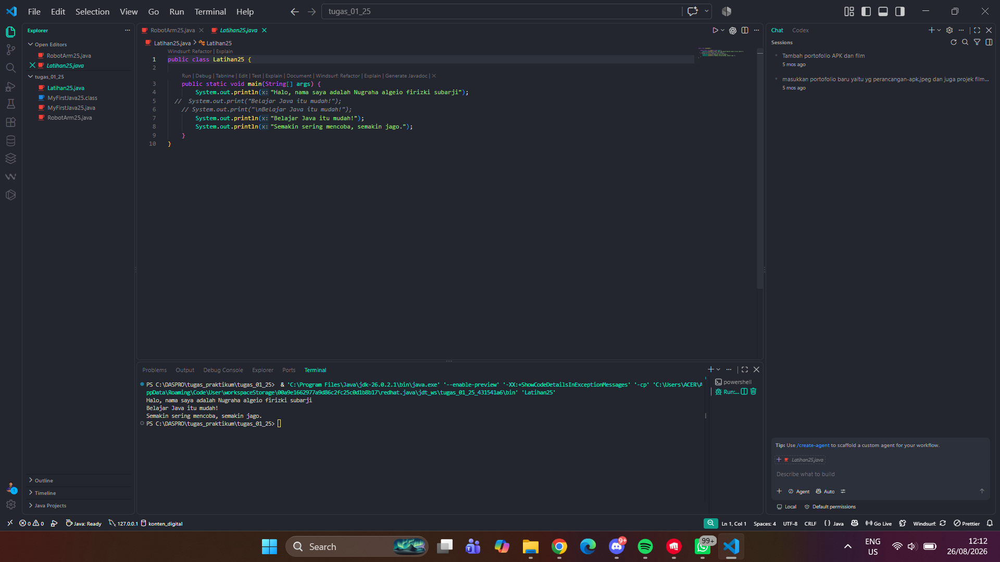 File Edit Selection View Go Run Terminal Help
tugas_01_25
Explorer
Open Editors
RobotArm25.java
Latihan25.java
tugas_01_25
Latihan25.java
MyFirstJava25.class
MyFirstJava25.java
RobotArm25.java
Outline
Timeline
Java Projects
RobotArm25.java Latihan25.java
Latihan25.java > Latihan25
Windsurf: Refactor | Explain
1 public class Latihan25 {
2
Run | Debug | Tabnine | Edit | Test | Explain | Document | Windsurf: Refactor | Explain | Generate Javadoc | ×
3 public static void main(String[] args) {
4 System.out.println(x: "Halo, nama saya adalah Nugraha algeio firizki subarji");
5 // System.out.print("Belajar Java itu mudah!");
6 // System.out.print("\nBelajar Java itu mudah!");
7 System.out.println(x: "Belajar Java itu mudah!");
8 System.out.println(x: "Semakin sering mencoba, semakin jago.");
9 }
10 }
Problems Output Debug Console Explorer Ports Terminal
PS C:\DASPRO\tugas_praktikum\tugas_01_25> & 'C:\Program Files\Java\jdk-26.0.2.1\bin\java.exe' '--enable-preview' '-XX:+ShowCodeDetailsInExceptionMessages' '-cp' 'C:\Users\ACER\A
ppData\Roaming\Code\User\workspaceStorage\00a9e1662977a9d86c2fc25c0d1b8b17\redhat.java\jdt_ws\tugas_01_25_431541a6\bin' 'Latihan25'
Halo, nama saya adalah Nugraha algeio firizki subarji
Belajar Java itu mudah!
Semakin sering mencoba, semakin jago.
PS C:\DASPRO\tugas_praktikum\tugas_01_25>
powershell
Run:...
Chat Codex
Sessions
Tambah portofolio APK dan film
5 mos ago
masukkan portofolio baru yaitu yg perancangan-apk.jpeg dan juga projek film...
5 mos ago
Tip: Use /create-agent to scaffold a custom agent for your workflow.
Latihan25.java
Describe what to build
Agent Auto
Local Default permissions
0 0 Java: Ready 127.0.0.1 konten_digital
Ln 1, Col 1 Spaces: 4 UTF-8 CRLF { } Java Go Live Windsurf: Prettier
Search
9+
99+
ENG
US
12:12
26/08/2026